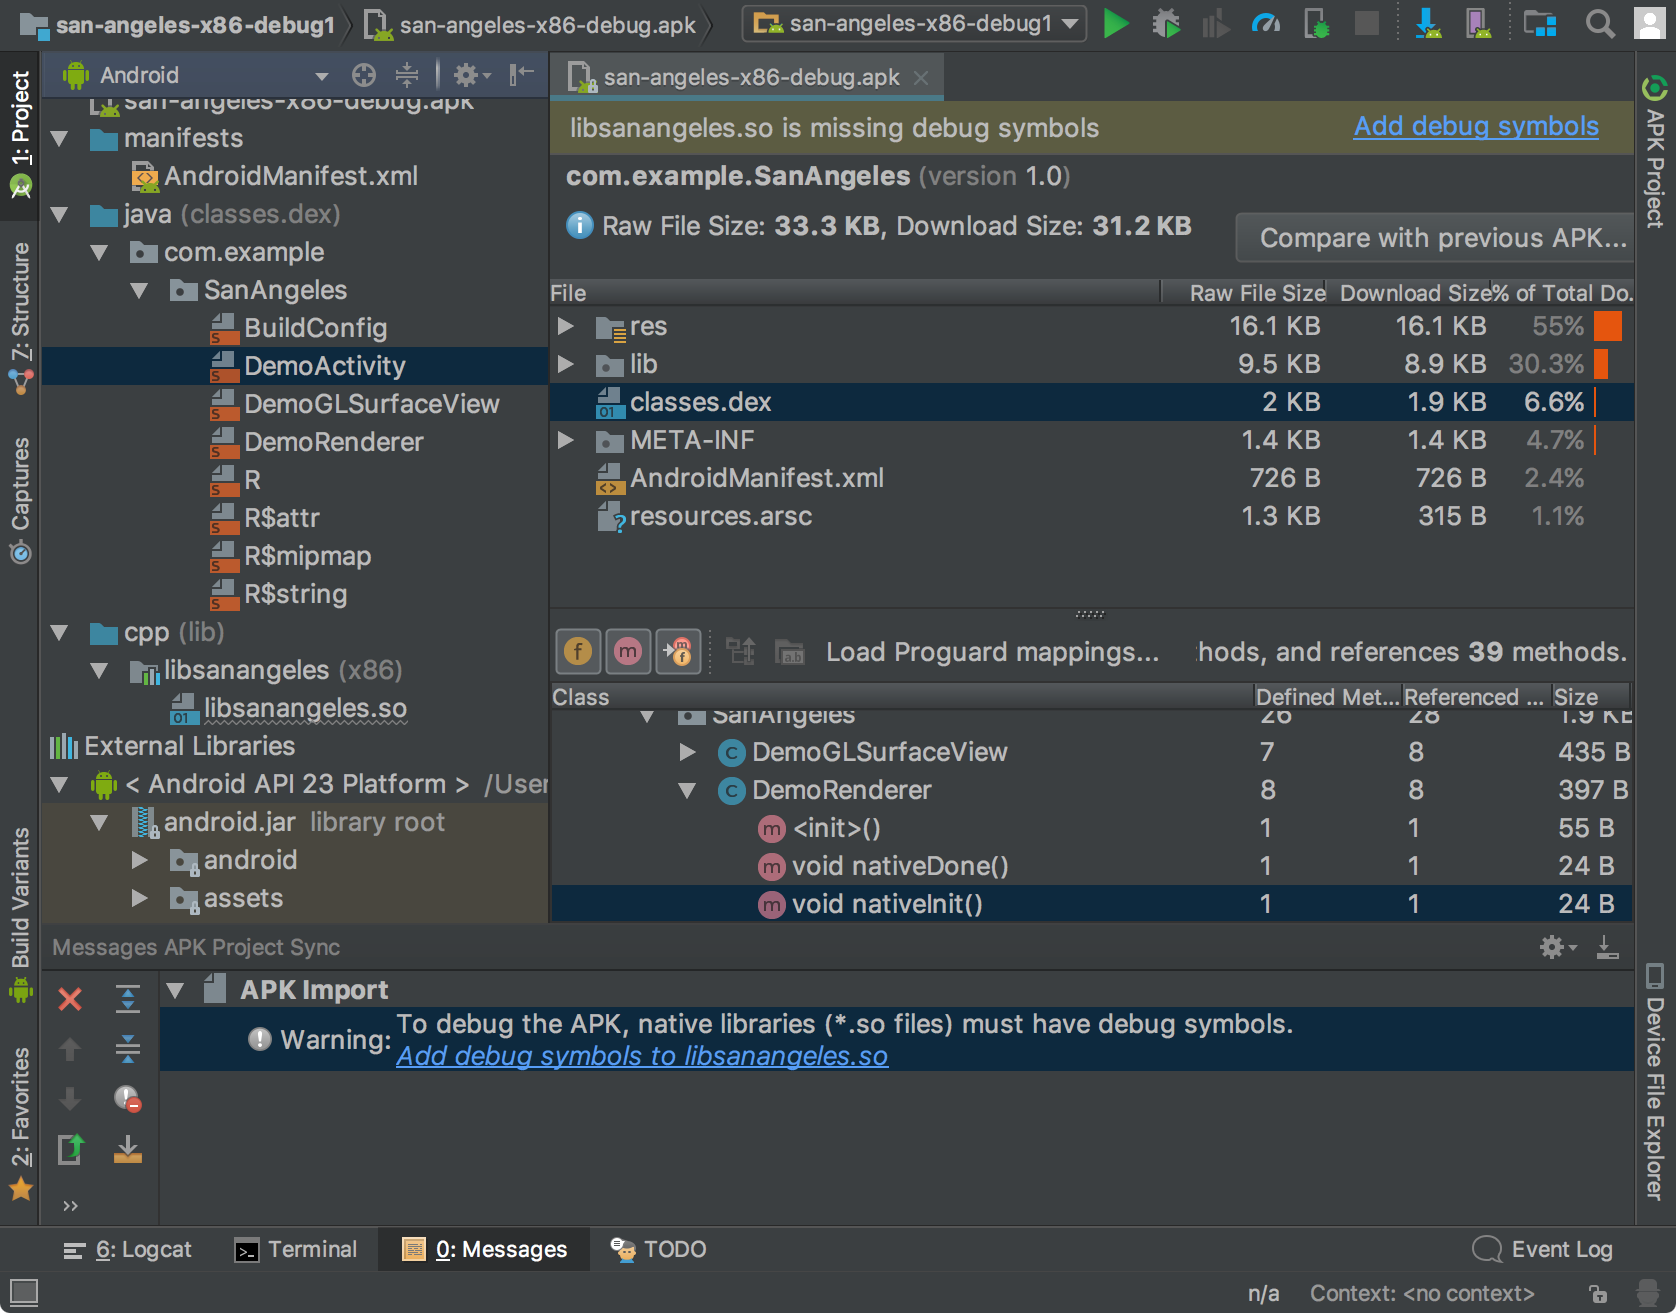 san-angeles-x86-debug1
san-angeles-x86-debug.apk
san-angeles-x86-debug1
Android
san-angeles-x86-debug.apk
manifests
AndroidManifest.xml
java (classes.dex)
com.example
SanAngeles
BuildConfig
DemoActivity
DemoGLSurfaceView
DemoRenderer
R
R$attr
R$mipmap
R$string
cpp (lib)
libsanangeles (x86)
libsanangeles.so
External Libraries
< Android API 23 Platform > /User
android.jar library root
android
assets
1: Project
7: Structure
Captures
Build Variants
2: Favorites
san-angeles-x86-debug.apk
libsanangeles.so is missing debug symbols
Add debug symbols
com.example.SanAngeles (version 1.0)
Raw File Size: 33.3 KB, Download Size: 31.2 KB
Compare with previous APK...
File Raw File Size Download Size % of Total Do.
res 16.1 KB 16.1 KB 55%
lib 9.5 KB 8.9 KB 30.3%
classes.dex 2 KB 1.9 KB 6.6%
META-INF 1.4 KB 1.4 KB 4.7%
AndroidManifest.xml 726 B 726 B 2.4%
resources.arsc 1.3 KB 315 B 1.1%
Load Proguard mappings... hods, and references 39 methods.
Class Defined Met... Referenced ... Size
SanAngeles 26 28 1.9 KB
DemoGLSurfaceView 7 8 435 B
DemoRenderer 8 8 397 B
<init>() 1 1 55 B
void nativeDone() 1 1 24 B
void nativeInit() 1 1 24 B
APK Project
Device File Explorer
Messages APK Project Sync
APK Import
Warning: To debug the APK, native libraries (*.so files) must have debug symbols.
Add debug symbols to libsanangeles.so
6: Logcat
Terminal
0: Messages
TODO
Event Log
n/a
Context: <no context>